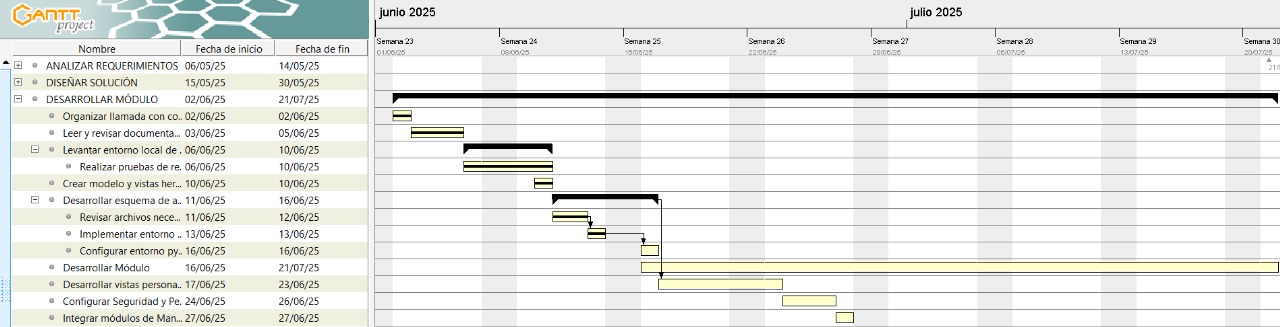 GANTT
project
junio 2025
julio 2025
Semana 23
Semana 24
Semana 25
Semana 26
Semana 27
Semana 28
Semana 29
Semana 30
01/06/25
08/06/25
15/06/25
22/06/25
29/06/25
06/07/25
13/07/25
20/07/25
Nombre Fecha de inicio Fecha de fin
ANALIZAR REQUERIMIENTOS 06/05/25 14/05/25
DISEÑAR SOLUCIÓN 15/05/25 30/05/25
DESARROLLAR MÓDULO 02/06/25 21/07/25
Organizar llamada con co... 02/06/25 02/06/25
Leer y revisar documenta... 03/06/25 05/06/25
Levantar entorno local de ... 06/06/25 10/06/25
Realizar pruebas de re... 06/06/25 10/06/25
Crear modelo y vistas her... 10/06/25 10/06/25
Desarrollar esquema de a... 11/06/25 16/06/25
Revisar archivos nece... 11/06/25 12/06/25
Implementar entorno ... 13/06/25 13/06/25
Configurar entorno py... 16/06/25 16/06/25
Desarrollar Módulo 16/06/25 21/07/25
Desarrollar vistas persona... 17/06/25 23/06/25
Configurar Seguridad y Pe... 24/06/25 26/06/25
Integrar módulos de Man... 27/06/25 27/06/25